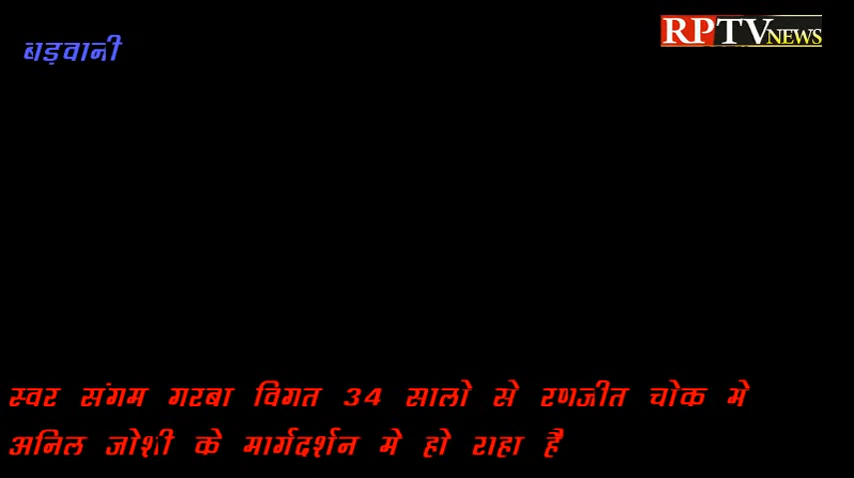 बड़वानी
RPTV NEWS
स्वर संगम गरबा विगत 34 सालो से रणजीत चोक मे
अनिल जोशी के मार्गदर्शन मे हो राहा है